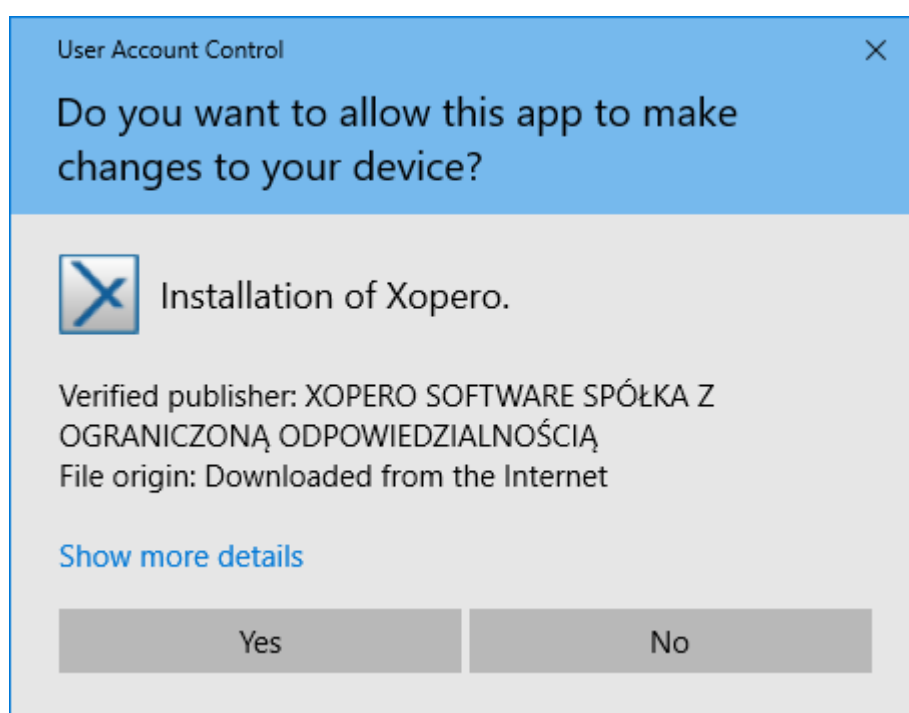 User Account Control
Do you want to allow this app to make
changes to your device?
Installation of Xopero.
Verified publisher: XOPERO SOFTWARE SPÓŁKA Z
OGRANICZONĄ ODPOWIEDZIALNOŚCIĄ
File origin: Downloaded from the Internet
Show more details
Yes
No